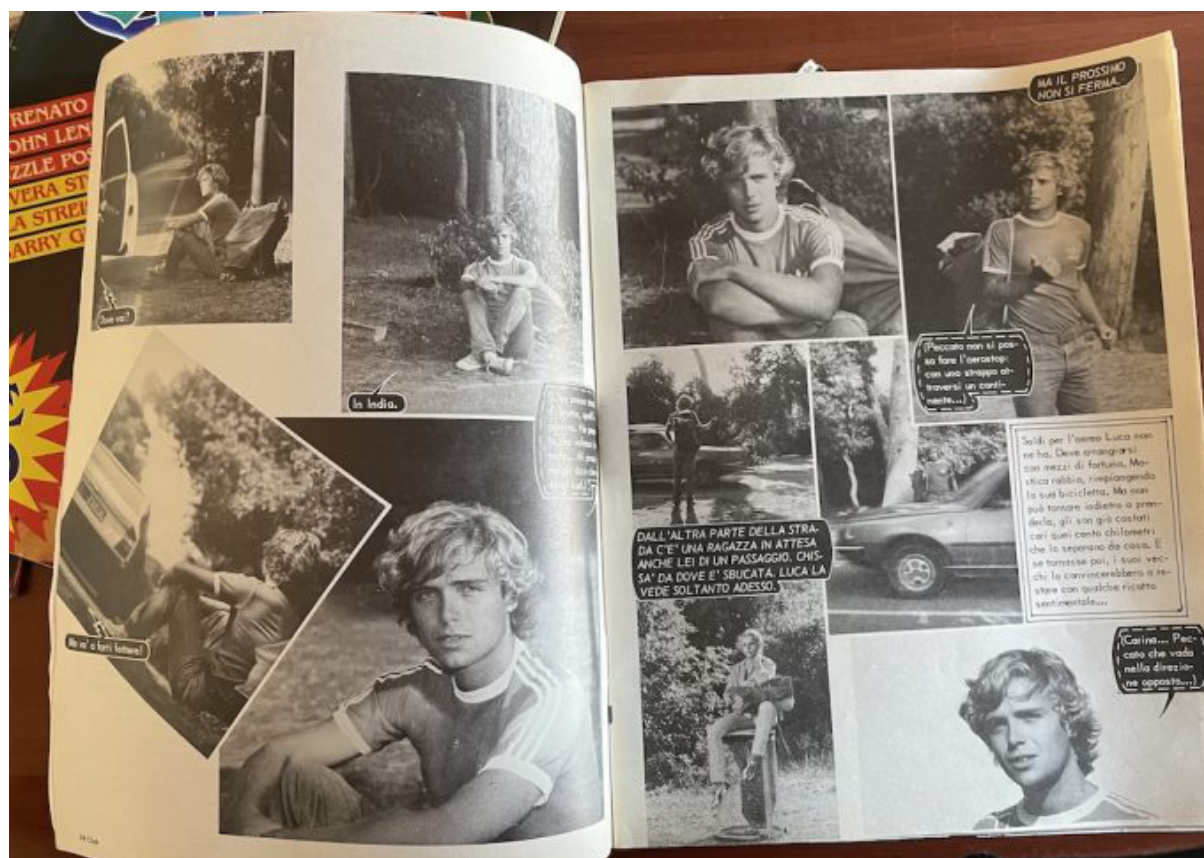 RENATO
OHN LEN
ZZLE POS
VERA ST
A STREIS
ARRY G
Dove vai?
In India.
Ma va' a farti fottere!
MA IL PROSSIMO
NON SI FERMA...
(Peccato non si pos-
sa fare l'aerostop:
con uno strappo at-
traversi un conti-
nente...)
Soldi per l'aereo Luca non
ne ha. Deve arrangiarsi
con mezzi di fortuna. Ma-
stica rabbia, rimpiangendo
la sua bicicletta. Ma non
può tornare indietro a pren-
derla, gli son già costati
cari quei cento chilometri
che lo separano da casa. E
se tornasse poi, i suoi vec-
chi lo convincerebbero a re-
stare con qualche ricatto
sentimentale...
DALL'ALTRA PARTE DELLA STRA-
DA C'E' UNA RAGAZZA IN ATTESA
ANCHE LEI DI UN PASSAGGIO. CHIS-
SA' DA DOVE E' SBUCATA. LUCA LA
VEDE SOLTANTO ADESSO.
(Carina... Pec-
cato che vada
nella direzio-
ne opposta...)